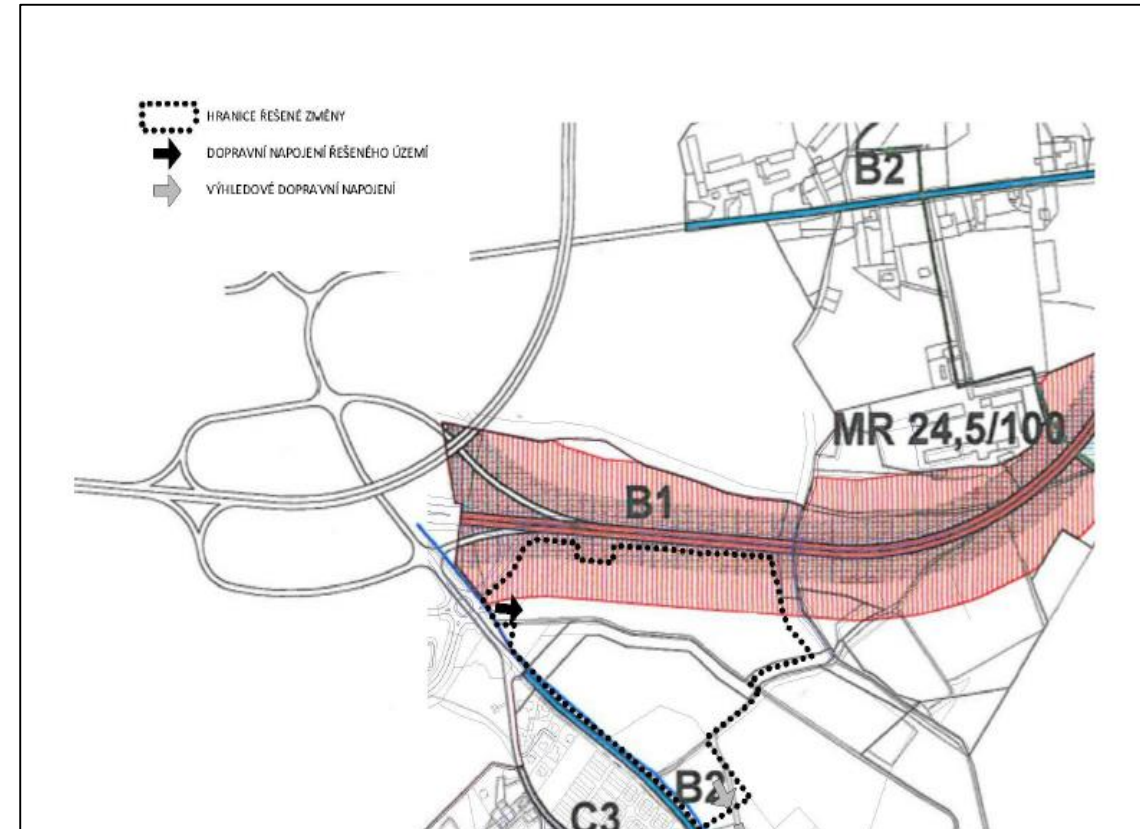 HRANICE ŘEŠENÉ ZMĚNY
DOPRAVNÍ NAPOJENÍ ŘEŠENÉHO ÚZEMÍ
VÝHLEDOVÉ DOPRAVNÍ NAPOJENÍ
B2
MR 24,5/100
B1
B2
C3